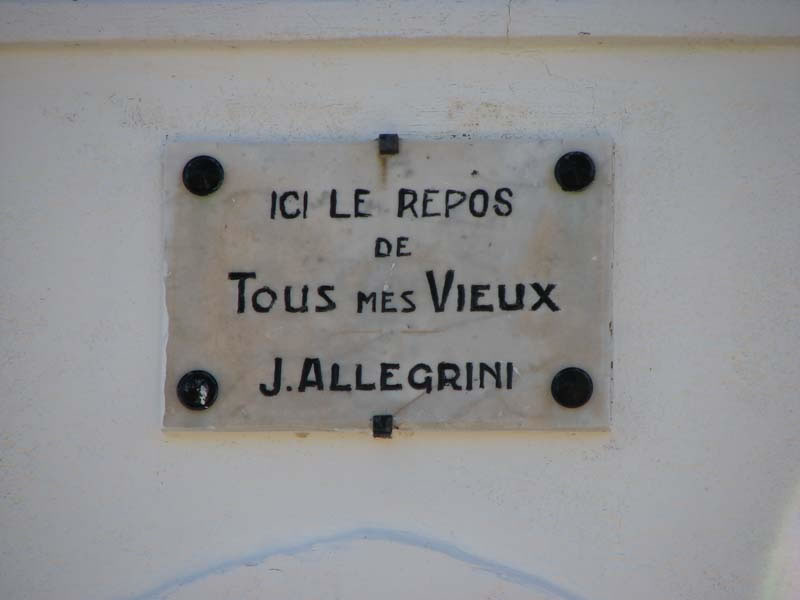 ICI LE REPOS
DE
TOUS MES VIEUX
J. ALLEGRINI